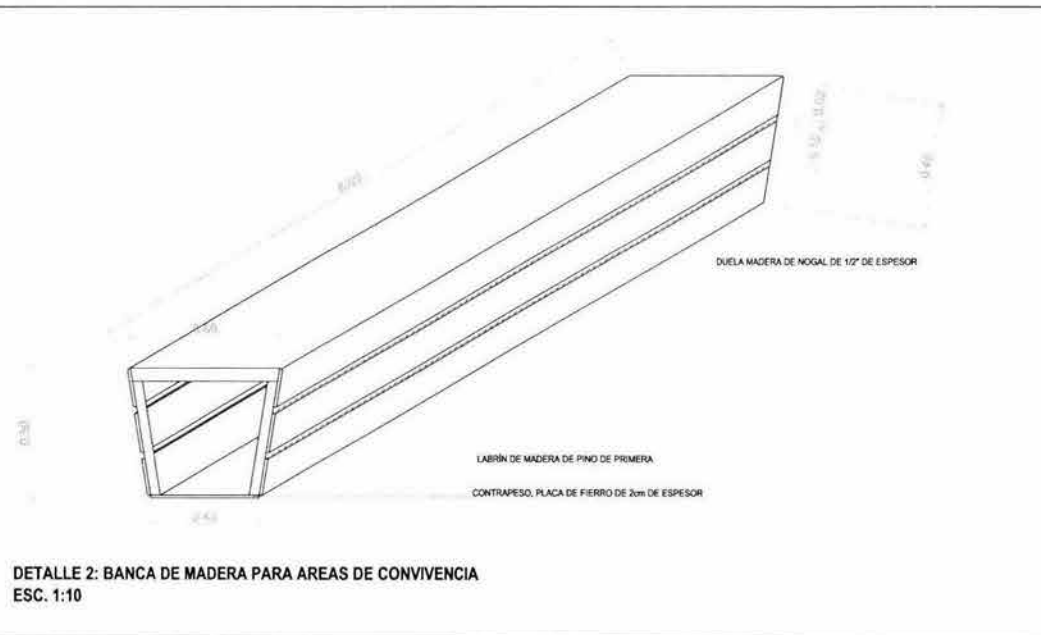 DUELA MADERA DE NOGAL DE 1/2" DE ESPESOR
LABRÍN DE MADERA DE PINO DE PRIMERA
CONTRAPESO, PLACA DE FIERRO DE 2cm DE ESPESOR
DETALLE 2: BANCA DE MADERA PARA AREAS DE CONVIVENCIA
ESC. 1:10